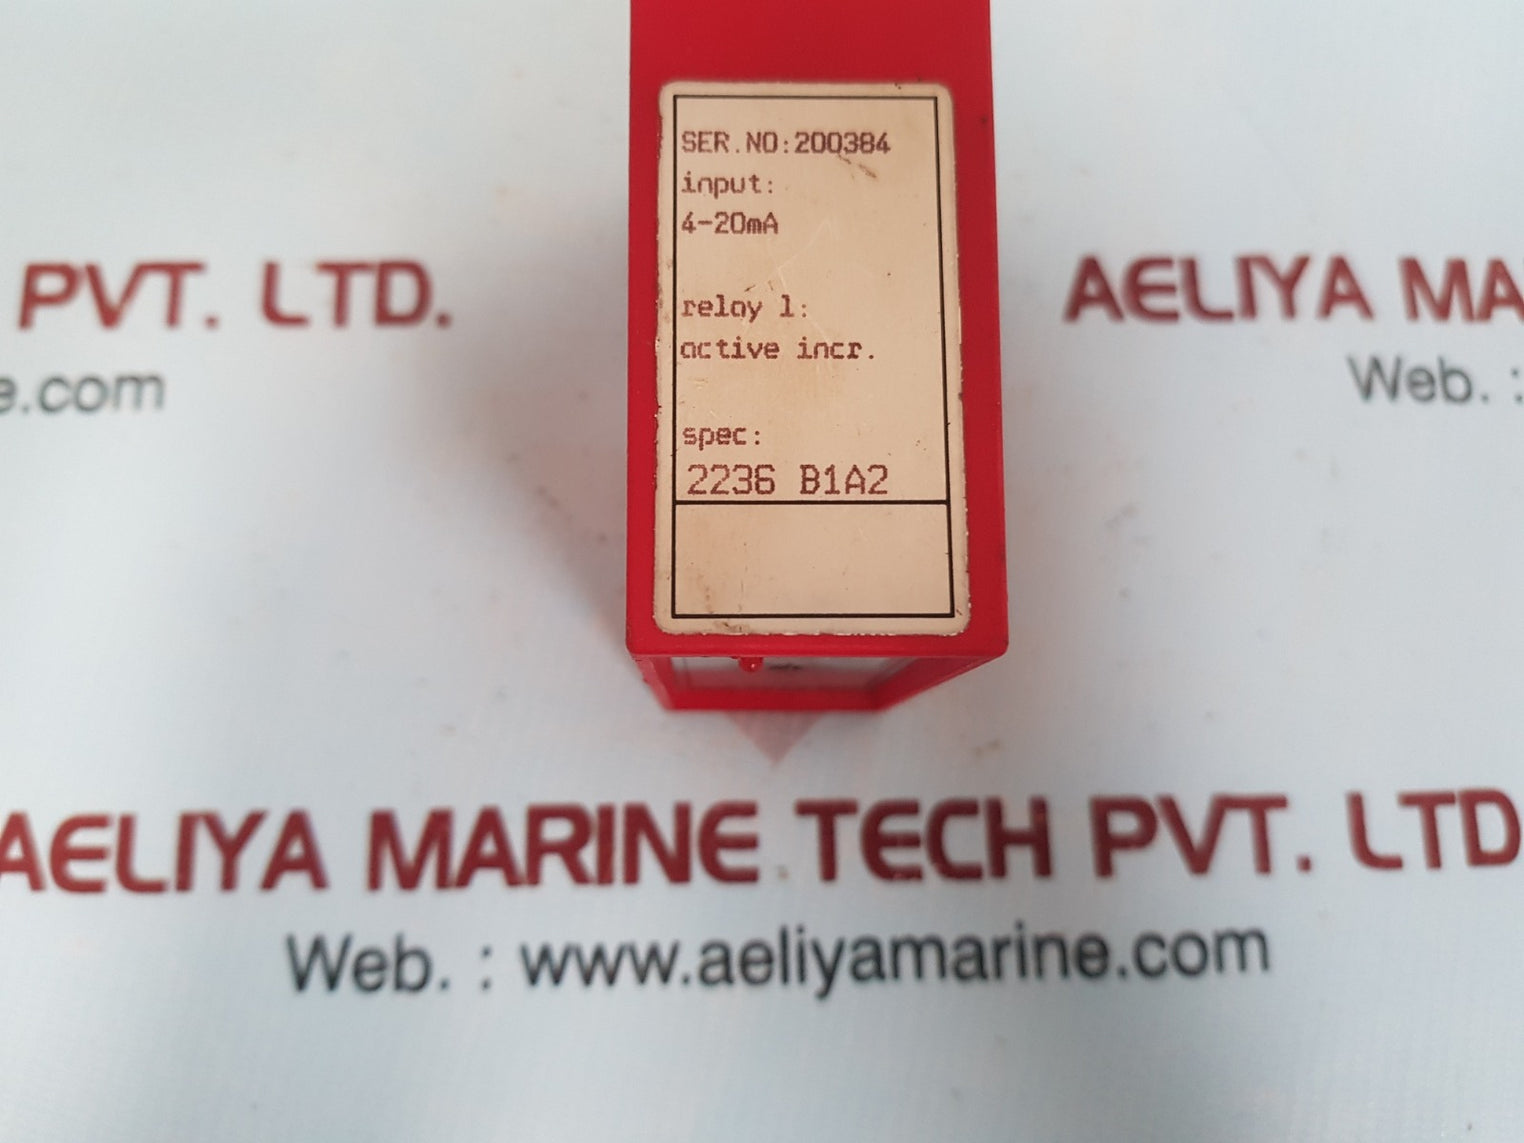 SER.NO:200384
input:
4-20mA
relay 1:
active incr.
spec:
2236 B1A2
PVT. LTD.
e.com
AELIYA MA
Web. :
AELIYA MARINE TECH PVT. LTD
Web. : www.aeliyamarine.com